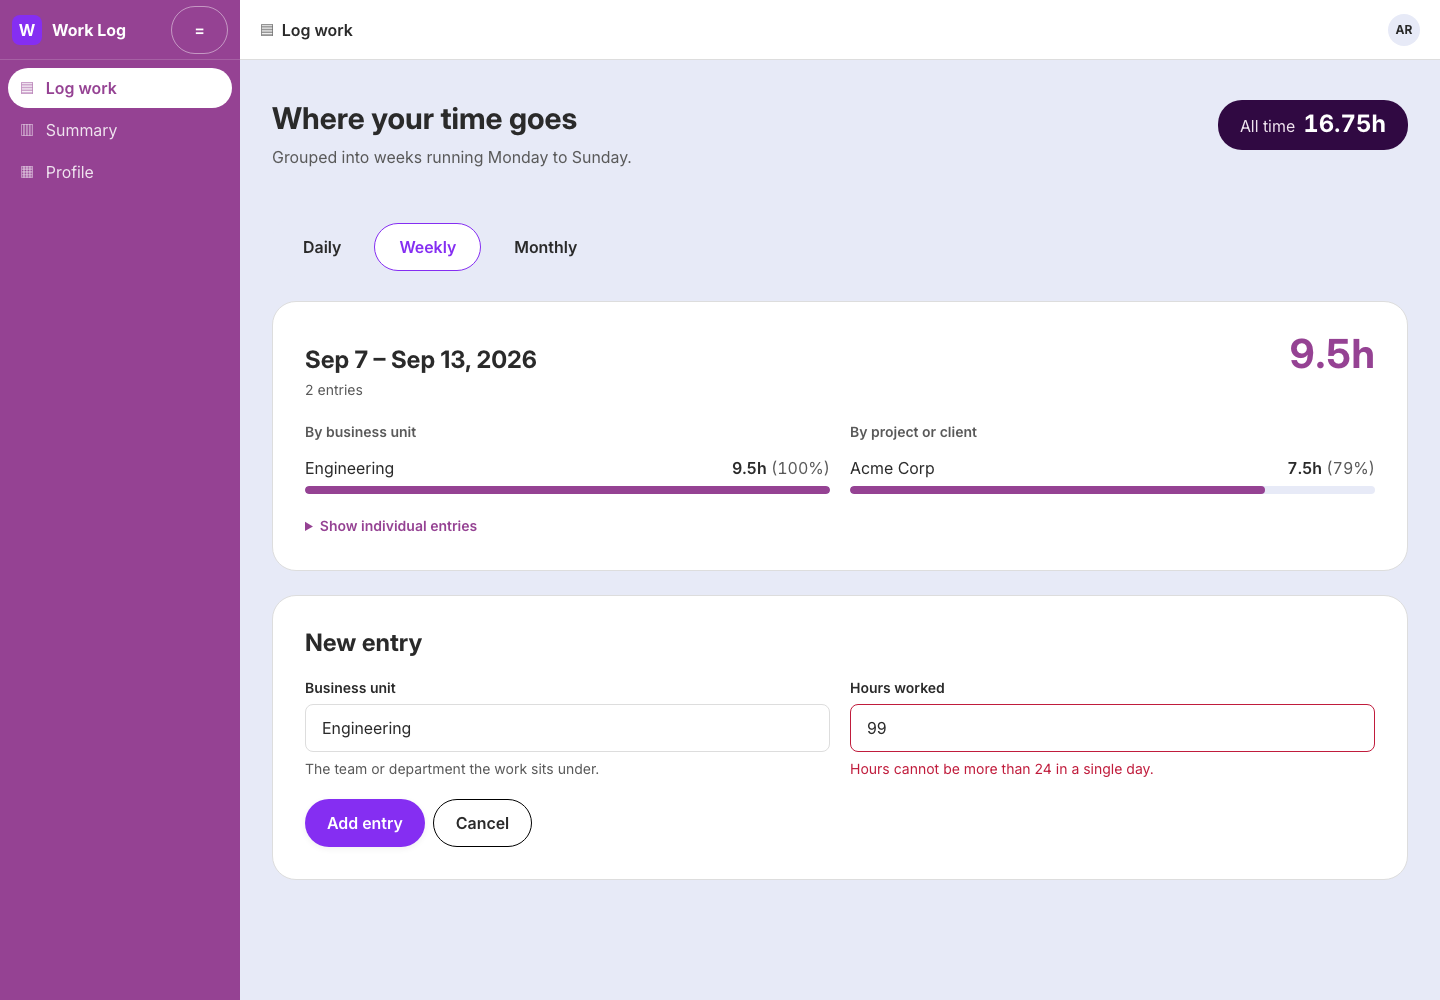 W Work Log =
Log work
Summary
Profile
Log work
AR
Where your time goes
Grouped into weeks running Monday to Sunday.
All time 16.75h
Daily Weekly Monthly
Sep 7 – Sep 13, 2026
9.5h
2 entries
By business unit
Engineering 9.5h (100%)
By project or client
Acme Corp 7.5h (79%)
Show individual entries
New entry
Business unit
Engineering
The team or department the work sits under.
Hours worked
99
Hours cannot be more than 24 in a single day.
Add entry Cancel